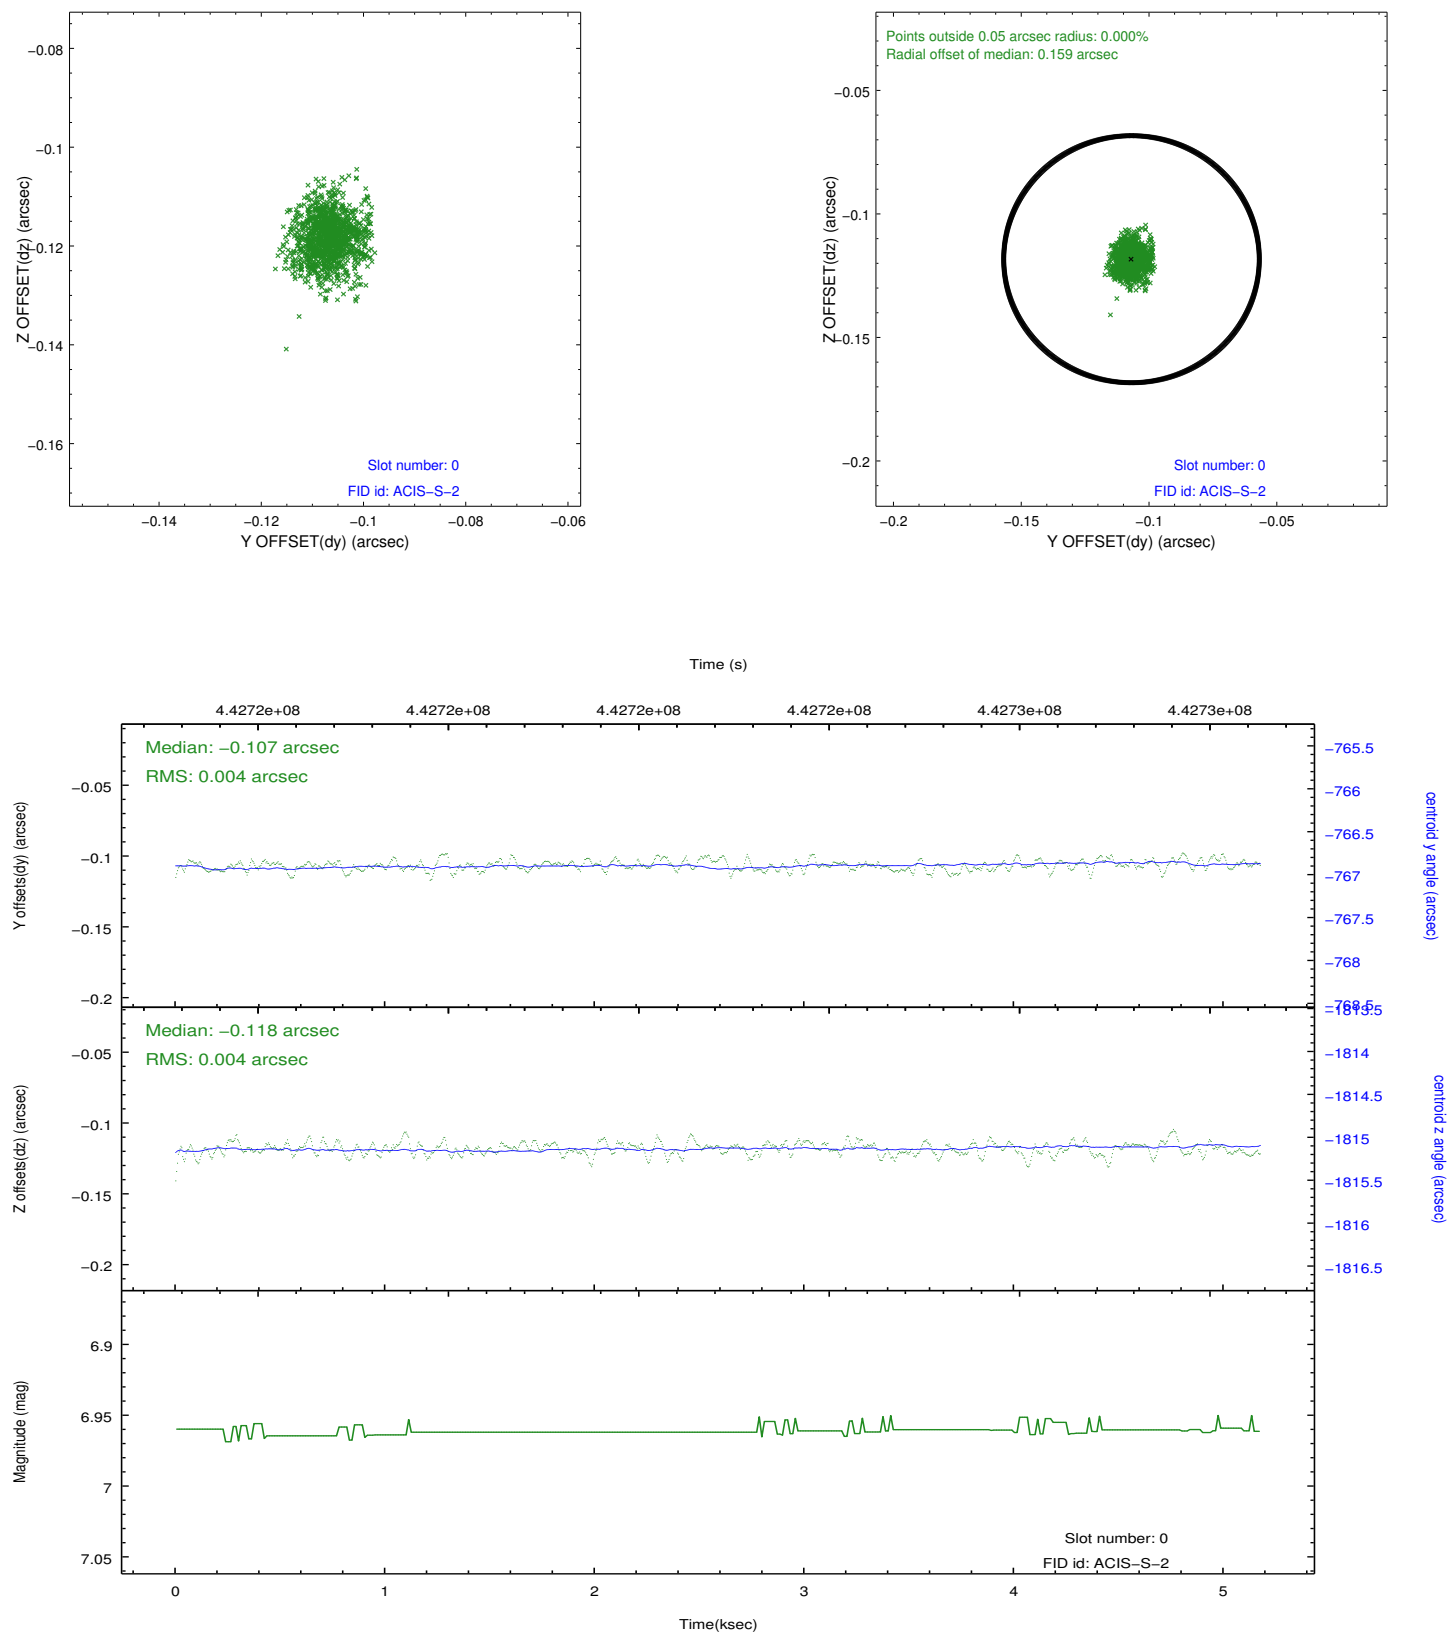 −0.08
−0.1
−0.12
−0.14
−0.16
Z OFFSET(dz) (arcsec)
Slot number: 0
FID id: ACIS−S−2
−0.14
−0.12
−0.1
−0.08
−0.06
Y OFFSET(dy) (arcsec)
Points outside 0.05 arcsec radius: 0.000%
Radial offset of median: 0.159 arcsec
−0.05
−0.1
−0.15
−0.2
Z OFFSET(dz) (arcsec)
Slot number: 0
FID id: ACIS−S−2
−0.2
−0.15
−0.1
−0.05
Y OFFSET(dy) (arcsec)
Time (s)
4.4272e+08
4.4272e+08
4.4272e+08
4.4272e+08
4.4273e+08
4.4273e+08
Median: −0.107 arcsec
RMS: 0.004 arcsec
−0.05
−0.1
−0.15
−0.2
Y offsets(dy) (arcsec)
−765.5
−766
−766.5
−767
−767.5
−768
−768.5
centroid y angle (arcsec)
Median: −0.118 arcsec
RMS: 0.004 arcsec
−0.05
−0.1
−0.15
−0.2
Z offsets(dz) (arcsec)
−1813.5
−1814
−1814.5
−1815
−1815.5
−1816
−1816.5
centroid z angle (arcsec)
6.9
6.95
7
7.05
Magnitude (mag)
Slot number: 0
FID id: ACIS−S−2
0
1
2
3
4
5
Time(ksec)